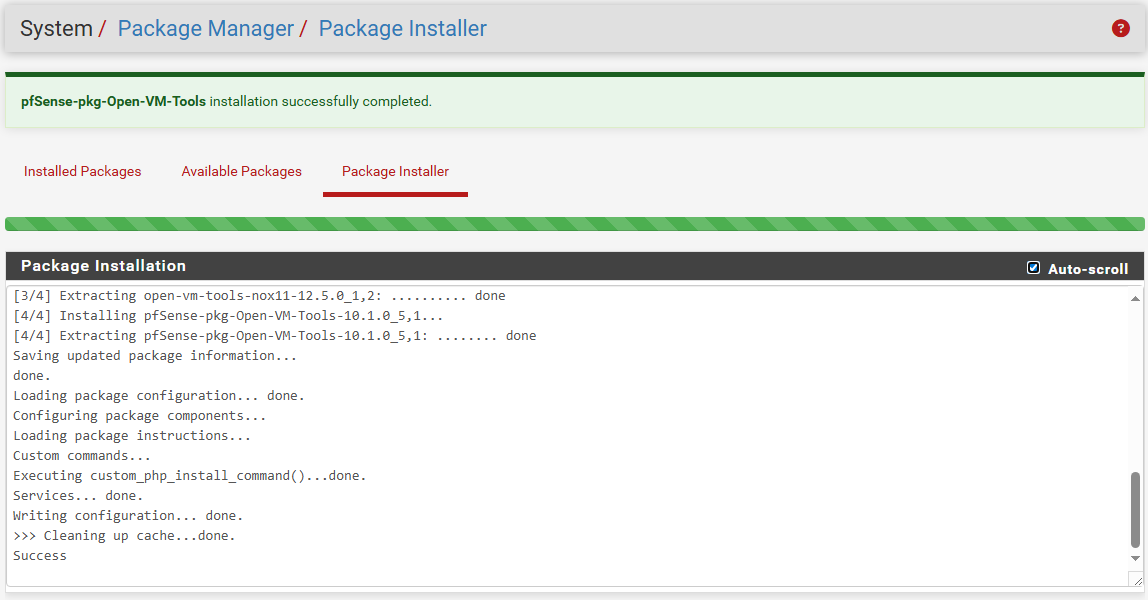 System / Package Manager / Package Installer ?
pfSense-pkg-Open-VM-Tools installation successfully completed.
Installed Packages Available Packages Package Installer
Package Installation Auto-scroll
[3/4] Extracting open-vm-tools-nox11-12.5.0_1,2: .......... done
[4/4] Installing pfSense-pkg-Open-VM-Tools-10.1.0_5,1...
[4/4] Extracting pfSense-pkg-Open-VM-Tools-10.1.0_5,1: ........ done
Saving updated package information...
done.
Loading package configuration... done.
Configuring package components...
Loading package instructions...
Custom commands...
Executing custom_php_install_command()...done.
Services... done.
Writing configuration... done.
>>> Cleaning up cache...done.
Success